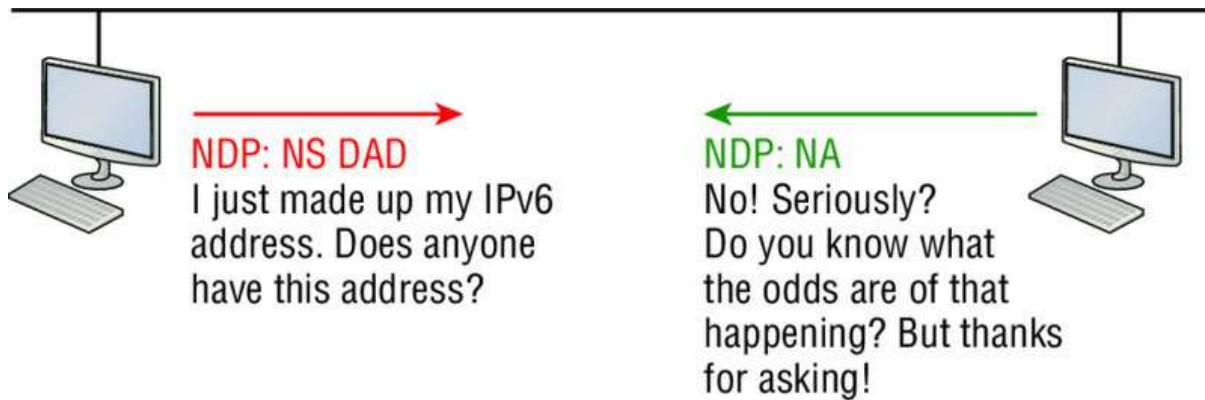 NDP: NS DAD
I just made up my IPv6
address. Does anyone
have this address?
NDP: NA
No! Seriously?
Do you know what
the odds are of that
happening? But thanks
for asking!